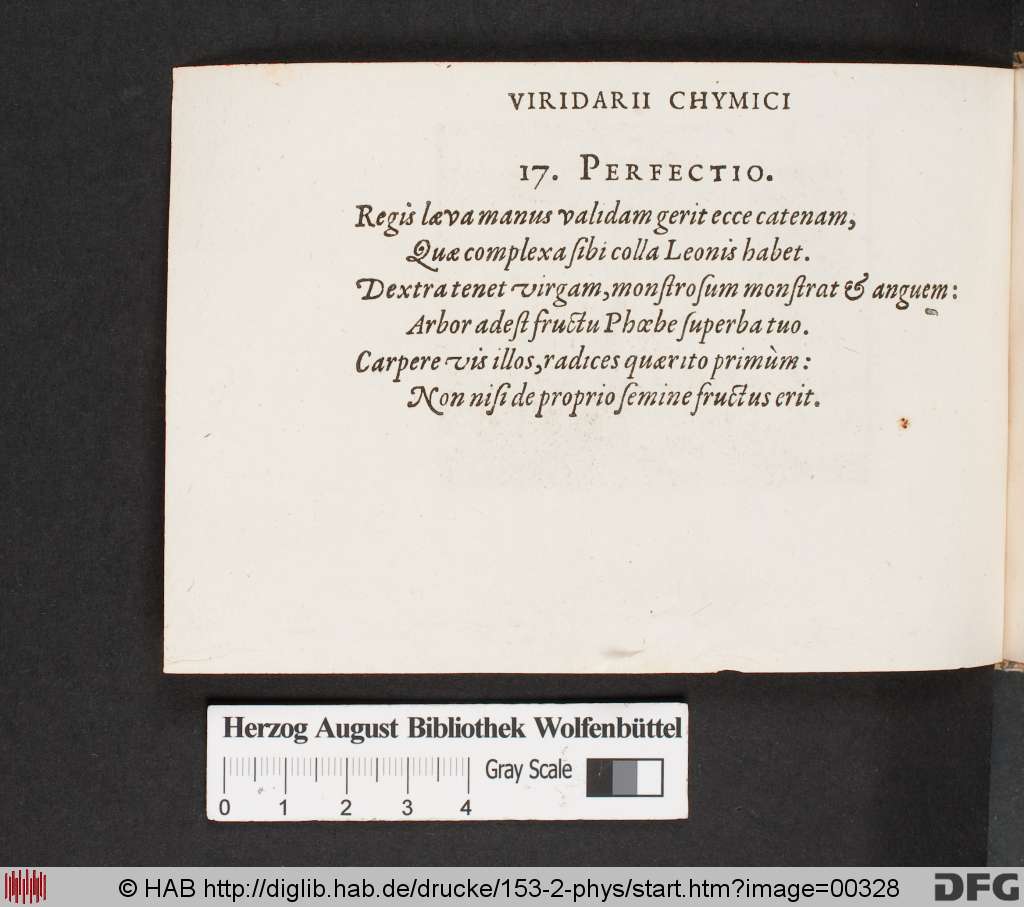 VIRIDARII CHYMICI
17. PERFECTIO.
Regis læva manus validam gerit ecce catenam,
Quæ complexa ſibi colla Leonis habet.
Dextra tenet virgam, monſtroſum monſtrat & anguem:
Arbor adeſt fructu Phœbe ſuperba tuo.
Carpere vis illos, radices quærito primùm:
Non niſi de proprio ſemine fructus erit.
Herzog August Bibliothek Wolfenbüttel
Gray Scale
0 1 2 3 4
© HAB http://diglib.hab.de/drucke/153-2-phys/start.htm?image=00328
DFG